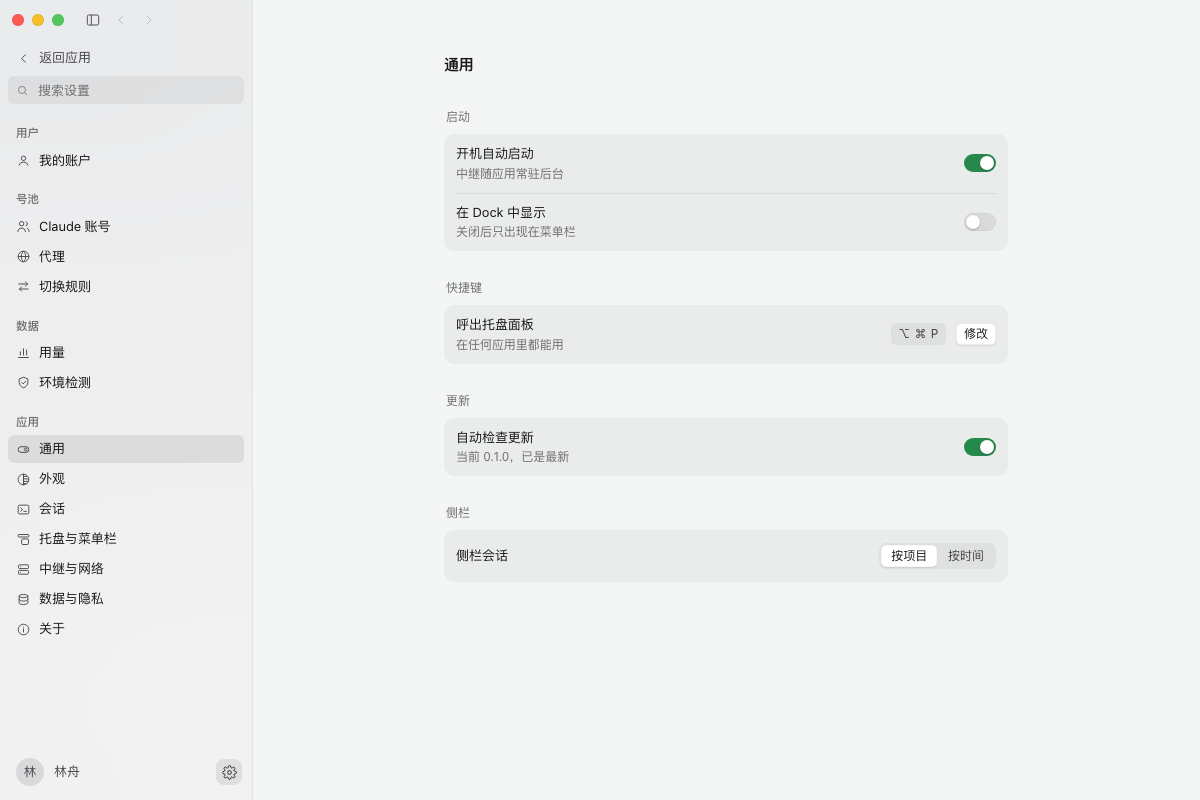 返回应用
搜索设置
用户
我的账户
号池
Claude 账号
代理
切换规则
数据
用量
环境检测
应用
通用
外观
会话
托盘与菜单栏
中继与网络
数据与隐私
关于
林 林舟
通用
启动
开机自动启动
中继随应用常驻后台
在 Dock 中显示
关闭后只出现在菜单栏
快捷键
呼出托盘面板
在任何应用里都能用
⌥ ⌘ P 修改
更新
自动检查更新
当前 0.1.0，已是最新
侧栏
侧栏会话 按项目 按时间